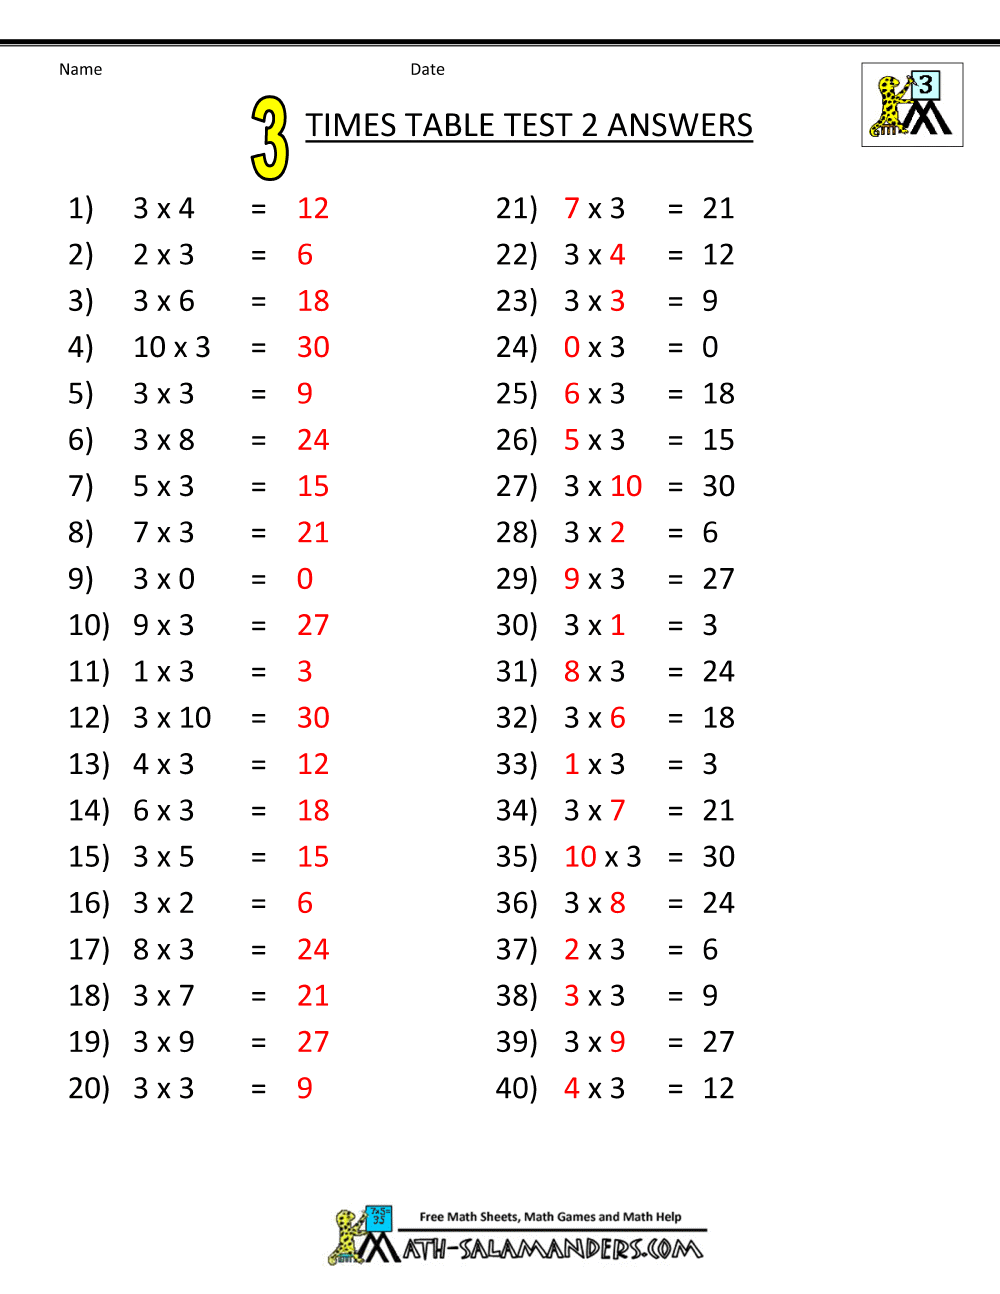 Name Date
3
3 TIMES TABLE TEST 2 ANSWERS
1) 3 x 4 = 12
2) 2 x 3 = 6
3) 3 x 6 = 18
4) 10 x 3 = 30
5) 3 x 3 = 9
6) 3 x 8 = 24
7) 5 x 3 = 15
8) 7 x 3 = 21
9) 3 x 0 = 0
10) 9 x 3 = 27
11) 1 x 3 = 3
12) 3 x 10 = 30
13) 4 x 3 = 12
14) 6 x 3 = 18
15) 3 x 5 = 15
16) 3 x 2 = 6
17) 8 x 3 = 24
18) 3 x 7 = 21
19) 3 x 9 = 27
20) 3 x 3 = 9
21) 7 x 3 = 21
22) 3 x 4 = 12
23) 3 x 3 = 9
24) 0 x 3 = 0
25) 6 x 3 = 18
26) 5 x 3 = 15
27) 3 x 10 = 30
28) 3 x 2 = 6
29) 9 x 3 = 27
30) 3 x 1 = 3
31) 8 x 3 = 24
32) 3 x 6 = 18
33) 1 x 3 = 3
34) 3 x 7 = 21
35) 10 x 3 = 30
36) 3 x 8 = 24
37) 2 x 3 = 6
38) 3 x 3 = 9
39) 3 x 9 = 27
40) 4 x 3 = 12
7x5=
35
Free Math Sheets, Math Games and Math Help
MATH-SALAMANDERS.COM